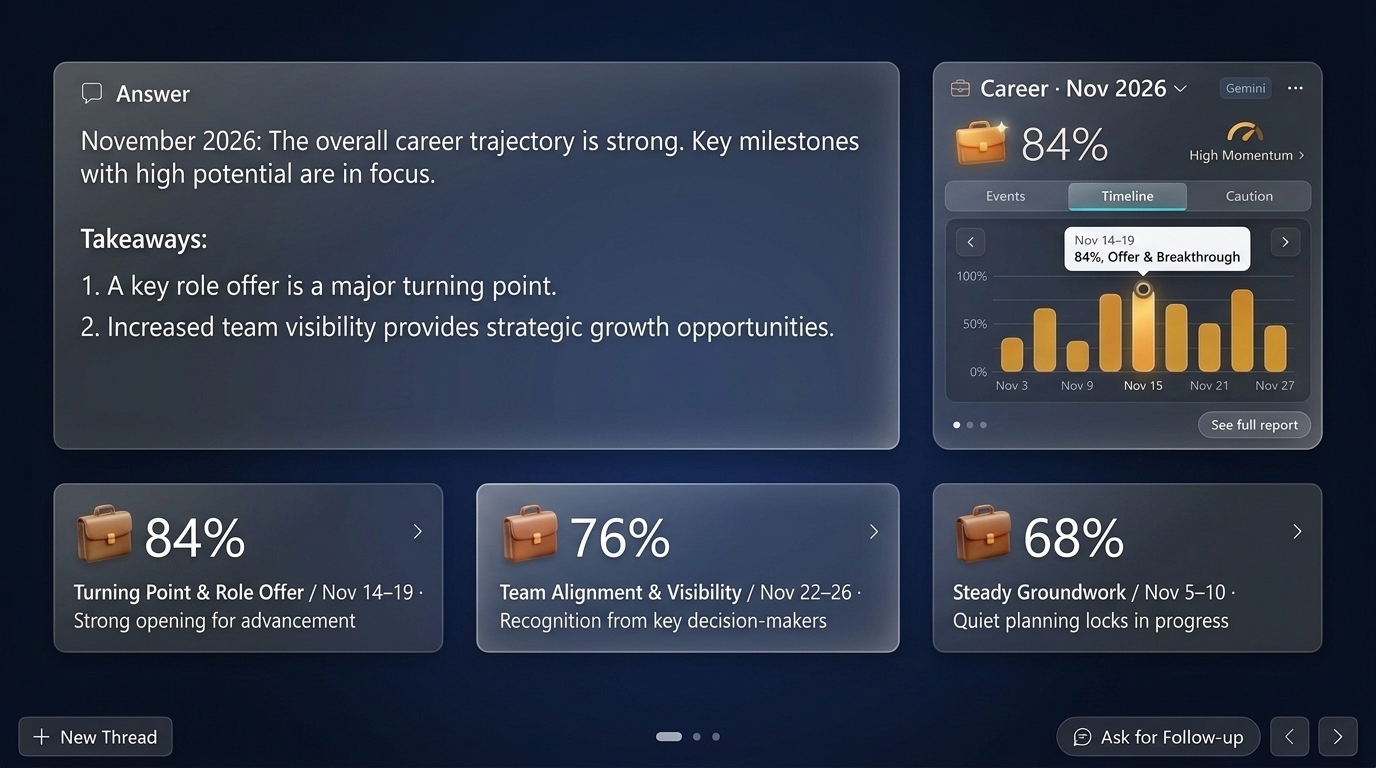 Answer
November 2026: The overall career trajectory is strong. Key milestones
with high potential are in focus.
Takeaways:
1. A key role offer is a major turning point.
2. Increased team visibility provides strategic growth opportunities.
Career · Nov 2026
Gemini
84%
High Momentum
Events
Timeline
Caution
Nov 14–19
84%, Offer & Breakthrough
100%
50%
0%
Nov 3
Nov 9
Nov 15
Nov 21
Nov 27
See full report
84%
Turning Point & Role Offer / Nov 14–19 ·
Strong opening for advancement
76%
Team Alignment & Visibility / Nov 22–26 ·
Recognition from key decision-makers
68%
Steady Groundwork / Nov 5–10 ·
Quiet planning locks in progress
New Thread
Ask for Follow-up